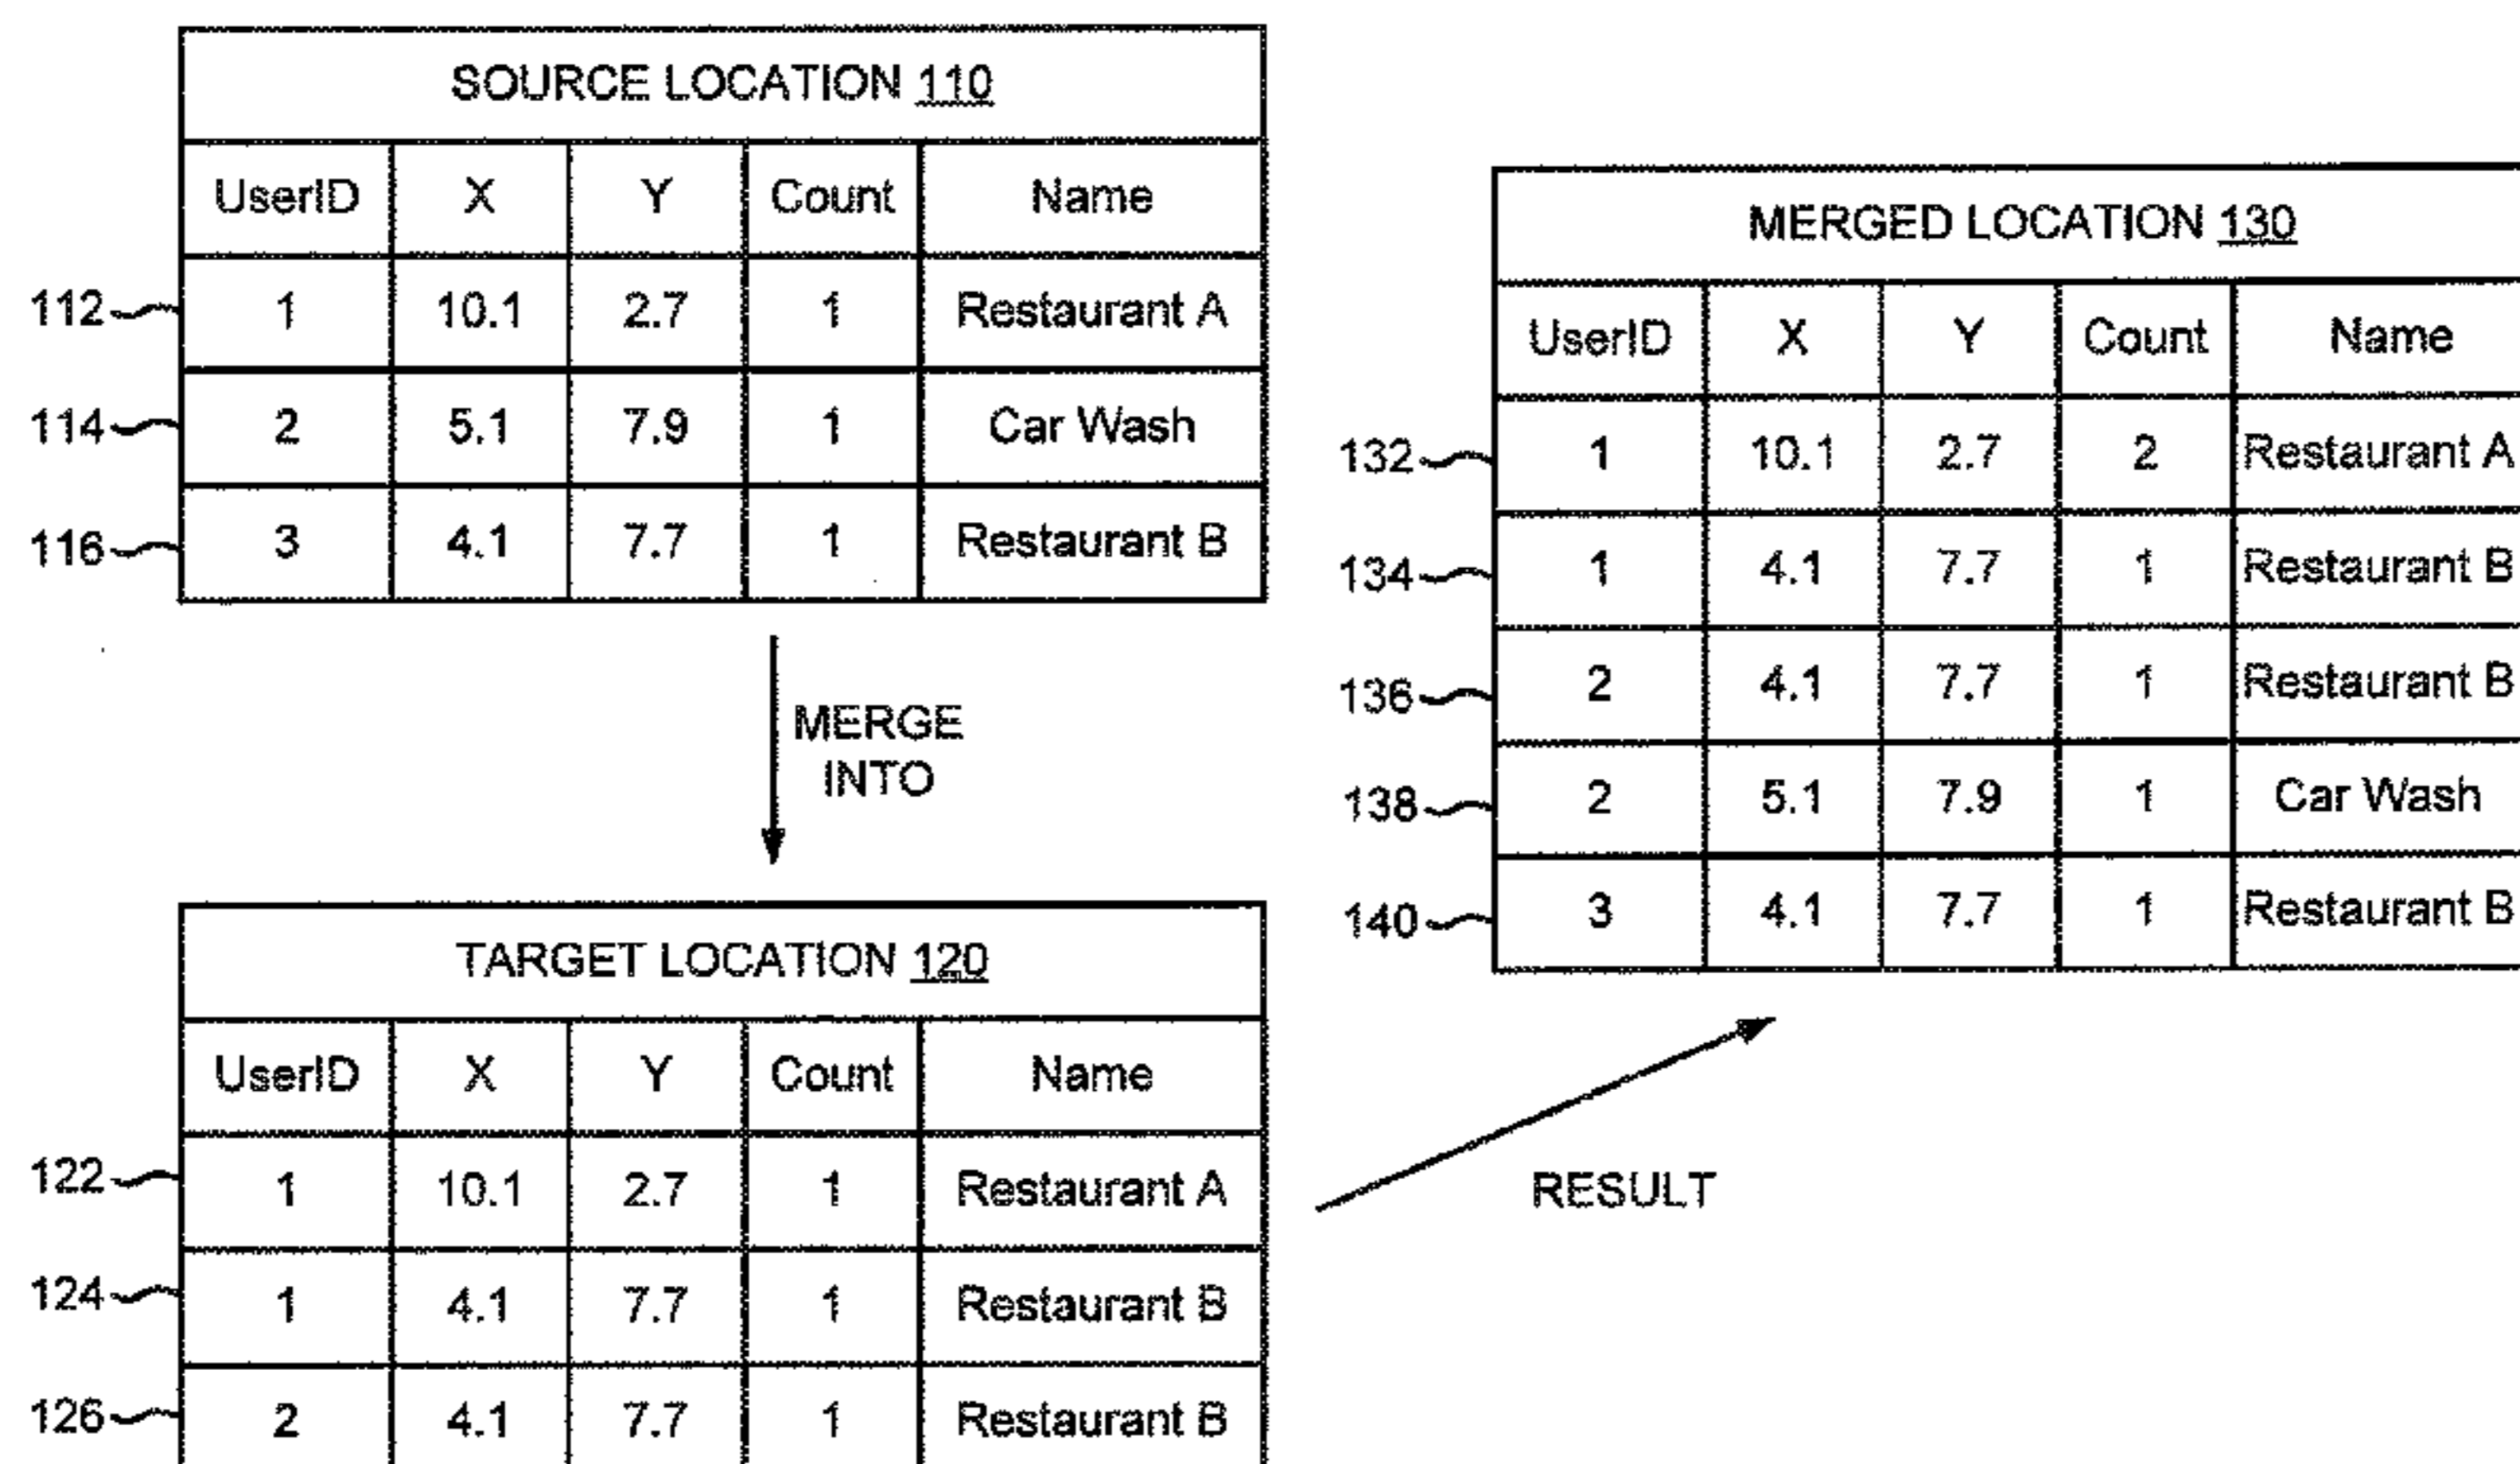 SOURCE LOCATION 110
UserID X Y Count Name
112 1 10.1 2.7 1 Restaurant A
114 2 5.1 7.9 1 Car Wash
116 3 4.1 7.7 1 Restaurant B
MERGE
INTO
TARGET LOCATION 120
UserID X Y Count Name
122 1 10.1 2.7 1 Restaurant A
124 1 4.1 7.7 1 Restaurant B
126 2 4.1 7.7 1 Restaurant B
RESULT
MERGED LOCATION 130
UserID X Y Count Name
132 1 10.1 2.7 2 Restaurant A
134 1 4.1 7.7 1 Restaurant B
136 2 4.1 7.7 1 Restaurant B
138 2 5.1 7.9 1 Car Wash
140 3 4.1 7.7 1 Restaurant B